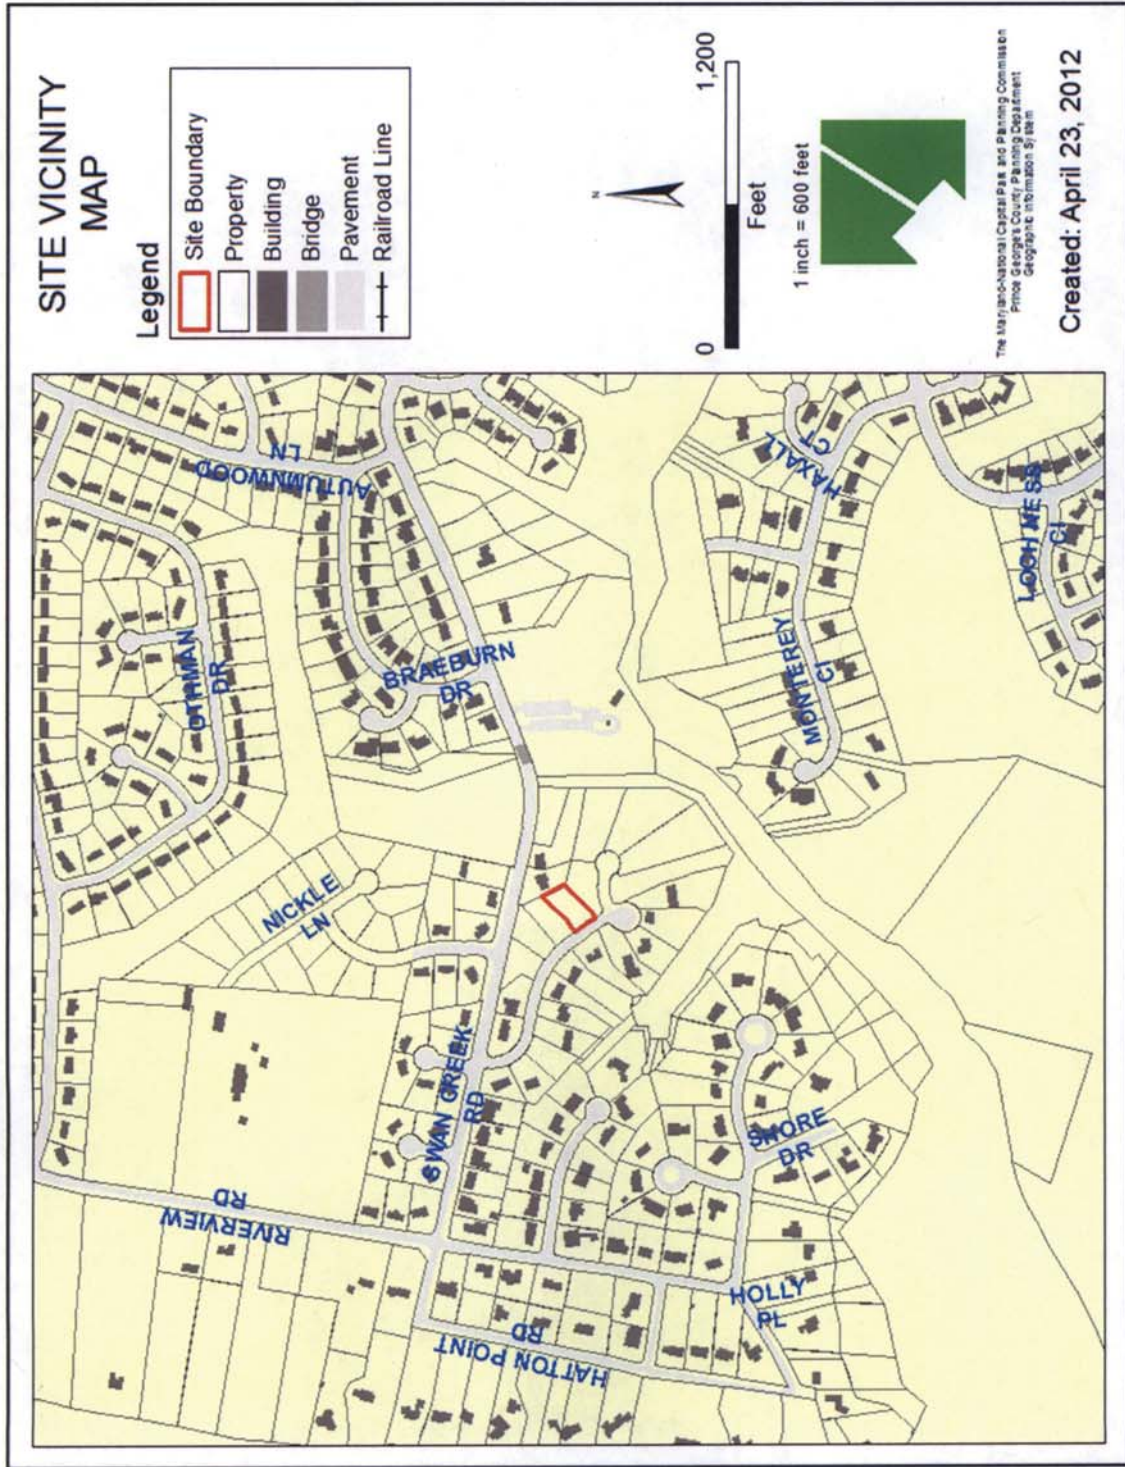 SITE VICINITY
MAP
Legend
Site Boundary
Property
Building
Bridge
Pavement
Railroad Line
N
0
1,200
Feet
1 inch = 600 feet
The Maryland-National Capital Park and Planning Commission
Prince George's County Planning Department
Geographic Information System
Created: April 23, 2012
AUTUMNWOOD
LN
OTHMAN
DR
BRAEBURN
DR
NICKLE
LN
SWAN CREEK
RD
RIVERVIEW
RD
HATTON POINT
RD
HOLLY
PL
SHORE
DR
MONTEREY
CI
HAXALL
CT
LOCH NESS
CI